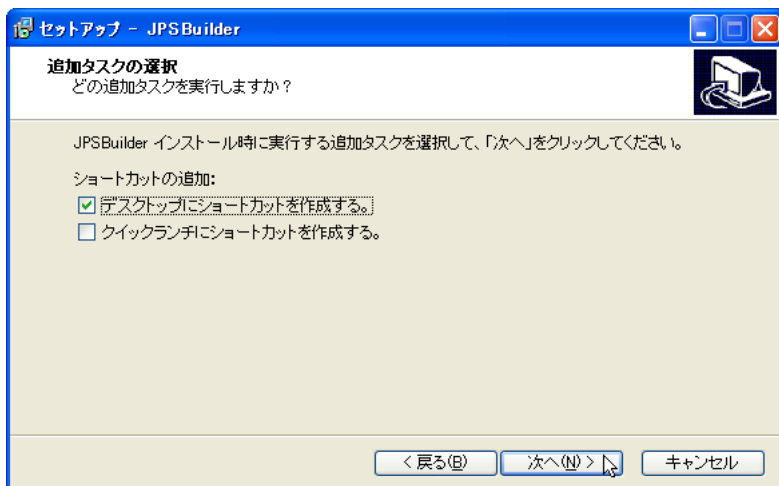 セットアップ - JPSBuilder
追加タスクの選択
どの追加タスクを実行しますか？
JPSBuilder インストール時に実行する追加タスクを選択して、「次へ」をクリックしてください。
ショートカットの追加:
デスクトップにショートカットを作成する。
クイックランチにショートカットを作成する。
< 戻る(B) 次へ(N) > キャンセル